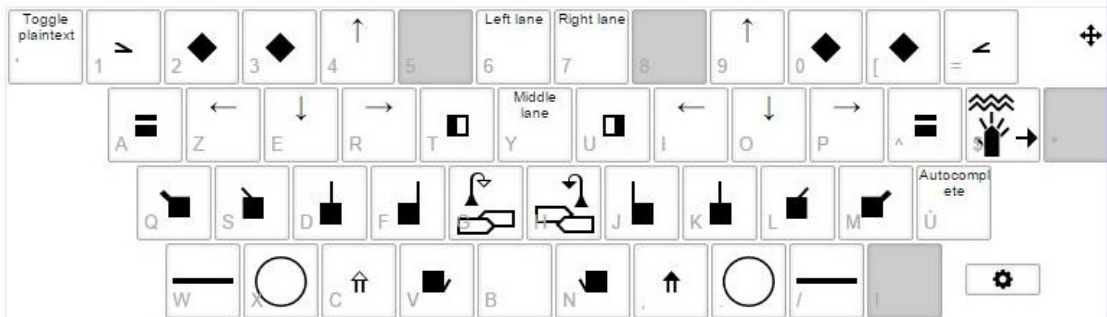 Toggle plaintext ' 1 2 3 4 5 Left lane 6 Right lane 7 8 9 0 [ =
A Z E R T Middle lane Y U I O P ^ $ *
Q S D F G H J K L M Autocomplete Ù
W X C V B N , . / !